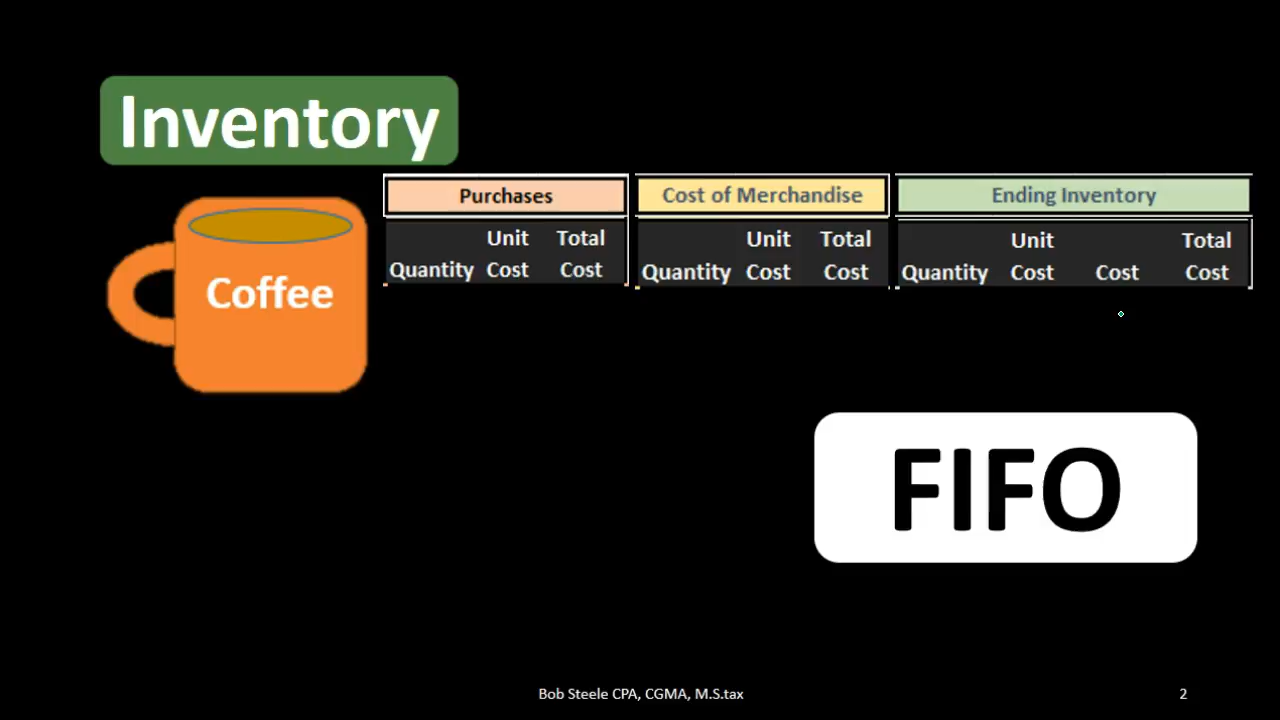 Inventory
Purchases Cost of Merchandise Ending Inventory
Unit Total Unit Total Unit Total
Quantity Cost Cost Quantity Cost Cost Quantity Cost Cost Cost
Coffee
FIFO
Bob Steele CPA, CGMA, M.S.tax 2